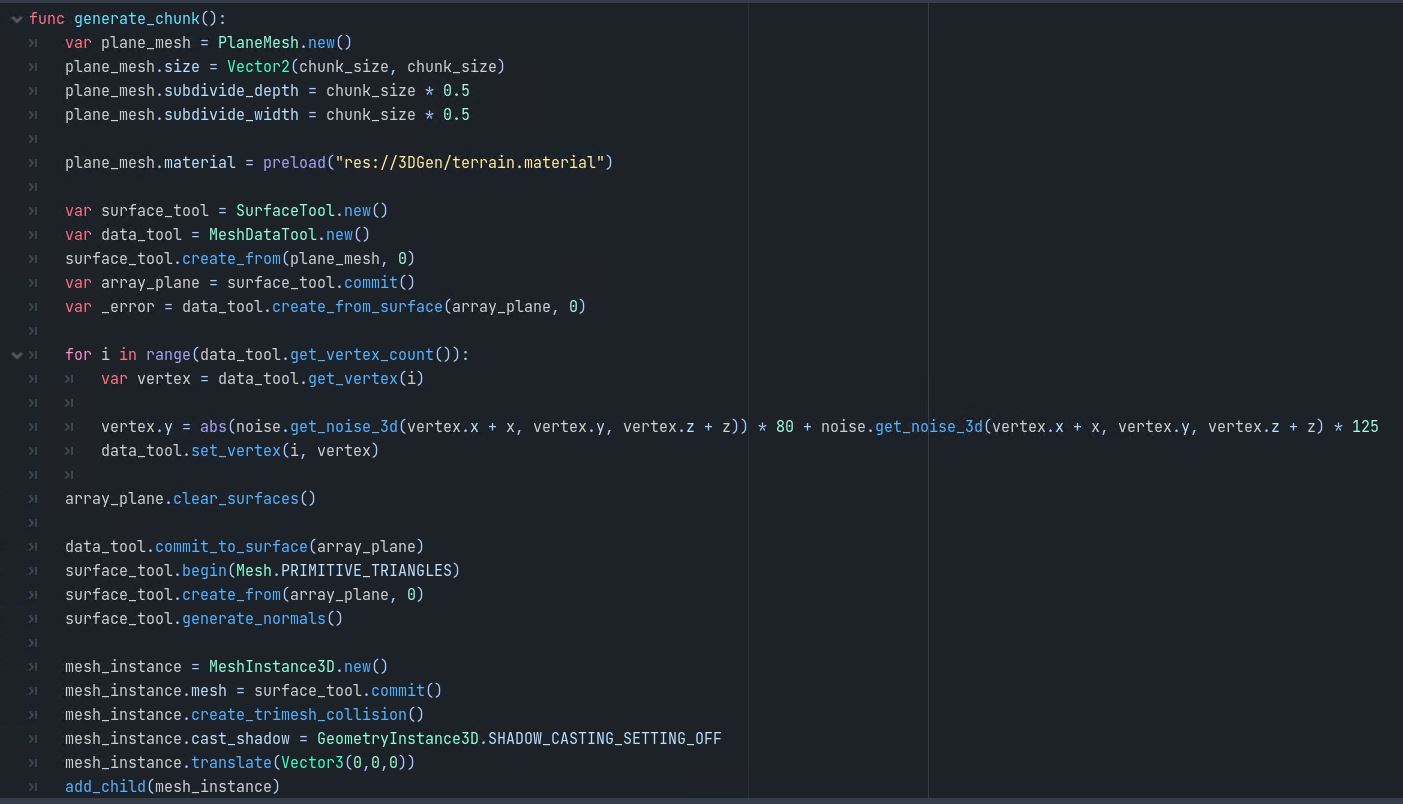 func generate_chunk():
var plane_mesh = PlaneMesh.new()
plane_mesh.size = Vector2(chunk_size, chunk_size)
plane_mesh.subdivide_depth = chunk_size * 0.5
plane_mesh.subdivide_width = chunk_size * 0.5
plane_mesh.material = preload("res://3DGen/terrain.material")
var surface_tool = SurfaceTool.new()
var data_tool = MeshDataTool.new()
surface_tool.create_from(plane_mesh, 0)
var array_plane = surface_tool.commit()
var _error = data_tool.create_from_surface(array_plane, 0)
for i in range(data_tool.get_vertex_count()):
var vertex = data_tool.get_vertex(i)
vertex.y = abs(noise.get_noise_3d(vertex.x + x, vertex.y, vertex.z + z)) * 80 + noise.get_noise_3d(vertex.x + x, vertex.y, vertex.z + z) * 125
data_tool.set_vertex(i, vertex)
array_plane.clear_surfaces()
data_tool.commit_to_surface(array_plane)
surface_tool.begin(Mesh.PRIMITIVE_TRIANGLES)
surface_tool.create_from(array_plane, 0)
surface_tool.generate_normals()
mesh_instance = MeshInstance3D.new()
mesh_instance.mesh = surface_tool.commit()
mesh_instance.create_trimesh_collision()
mesh_instance.cast_shadow = GeometryInstance3D.SHADOW_CASTING_SETTING_OFF
mesh_instance.translate(Vector3(0,0,0))
add_child(mesh_instance)